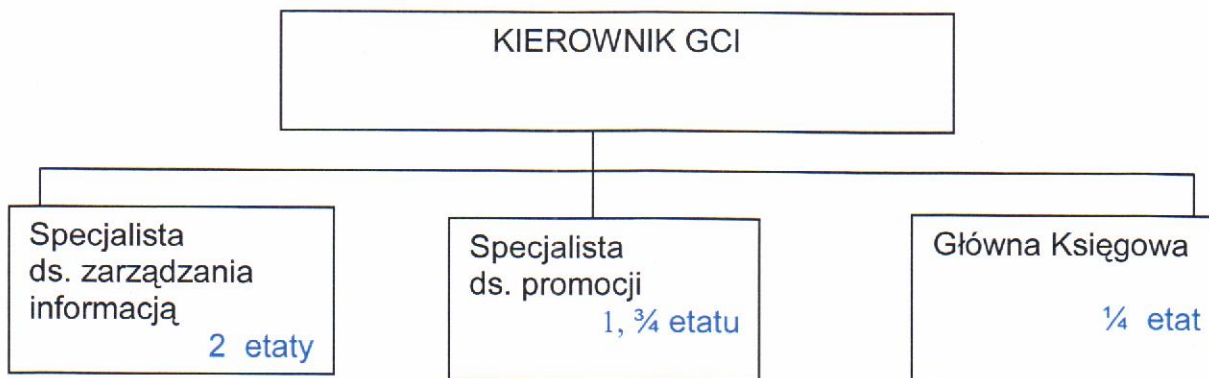 KIEROWNIK GCI
Specjalista
ds. zarządzania
informacją
2 etaty
Specjalista
ds. promocji
1, ¾ etatu
Główna Księgowa
¼ etat